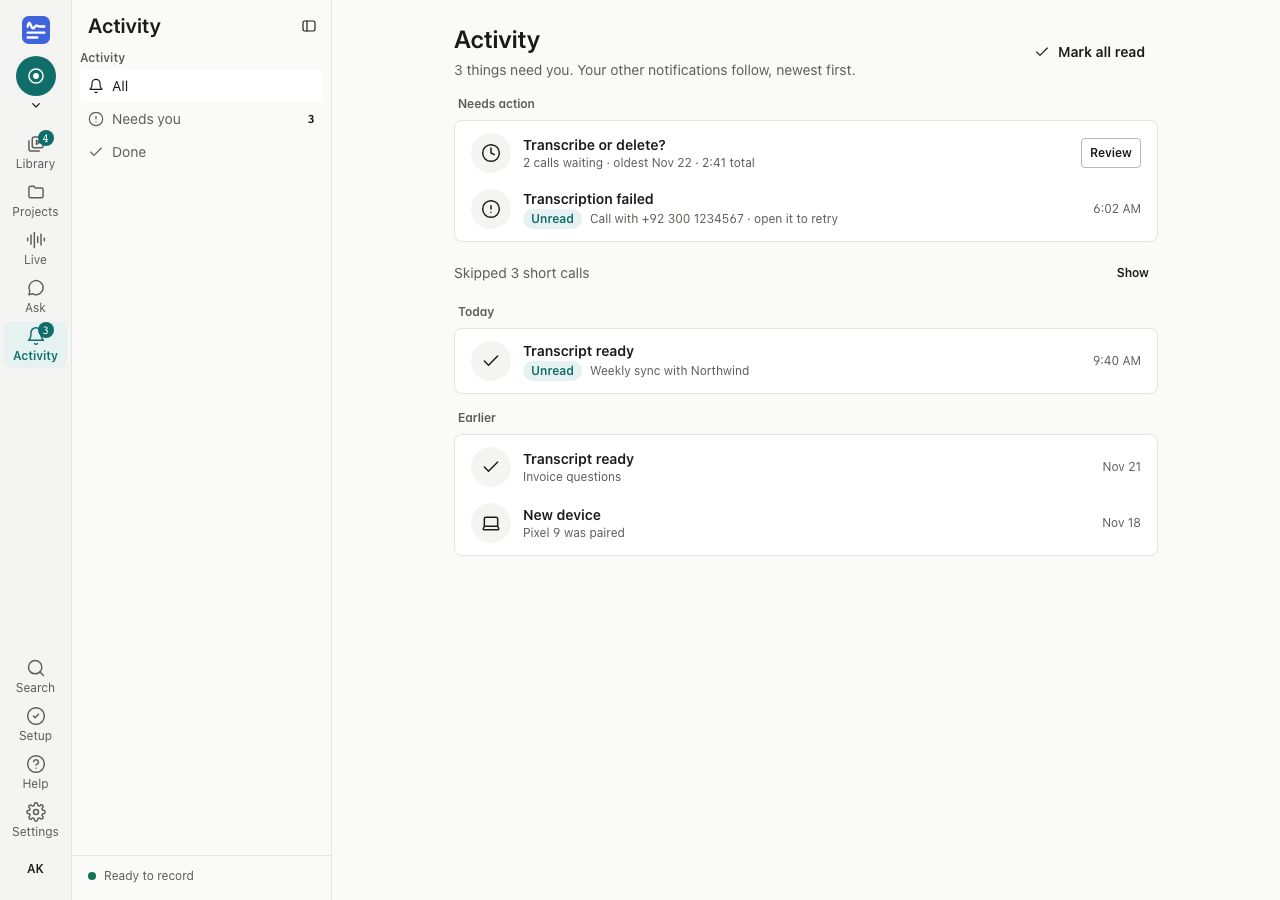 4
Library
Projects
Live
Ask
3
Activity
Search
Setup
Help
Settings
AK
Activity
Activity
All
Needs you 3
Done
Ready to record
Activity
3 things need you. Your other notifications follow, newest first.
Mark all read
Needs action
Transcribe or delete?
2 calls waiting · oldest Nov 22 · 2:41 total
Review
Transcription failed
Unread Call with +92 300 1234567 · open it to retry
6:02 AM
Skipped 3 short calls
Show
Today
Transcript ready
Unread Weekly sync with Northwind
9:40 AM
Earlier
Transcript ready
Invoice questions
Nov 21
New device
Pixel 9 was paired
Nov 18